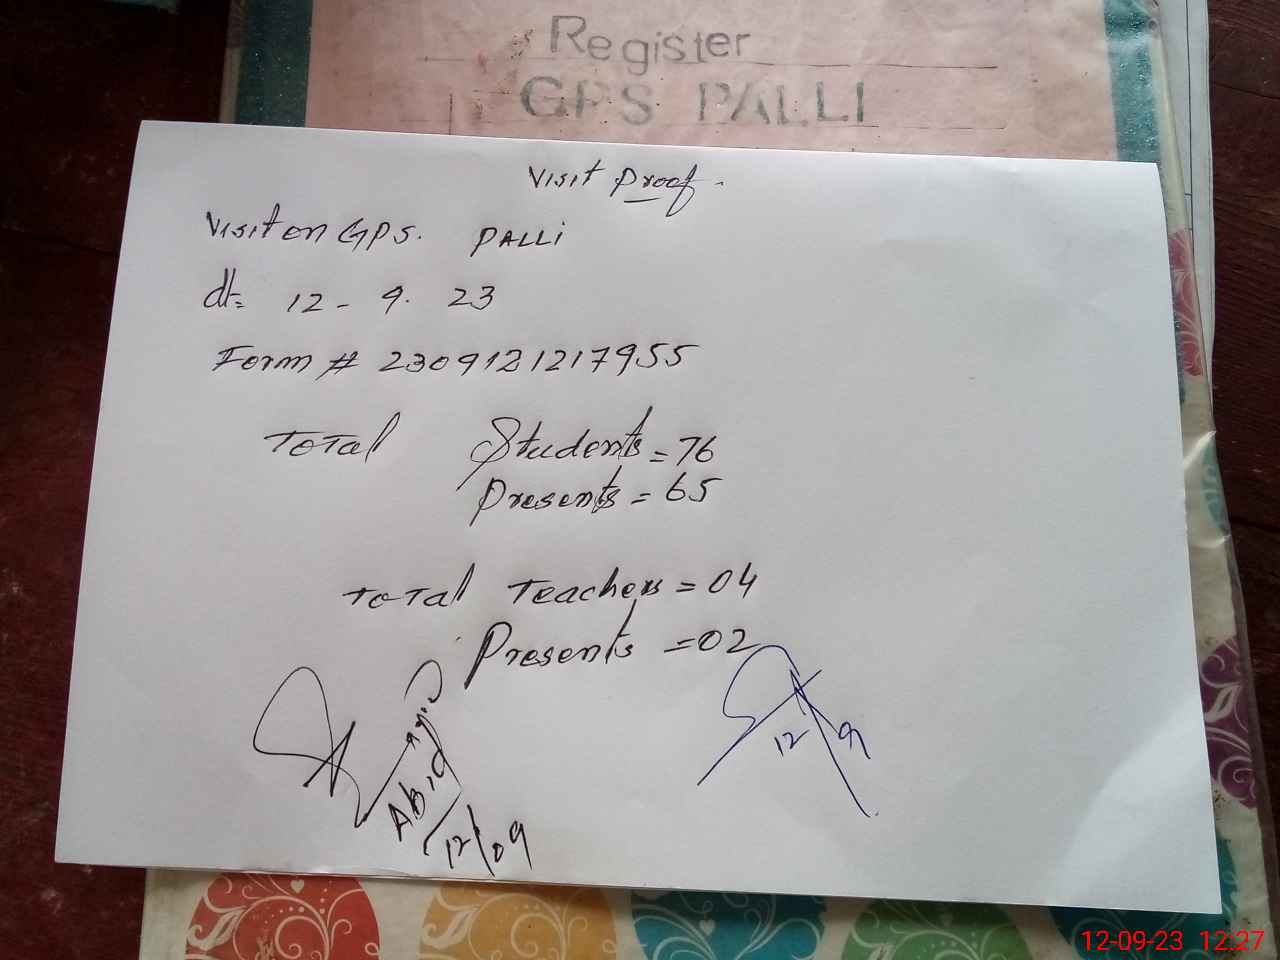 Register
GPS PALLI
Visit Proof.
Visit on GPS. PALLI
dt= 12 - 9. 23
Form # 2309121217955
Total Students = 76
Presents = 65
Total Teachers = 04
Presents = 02
Abid
12/09
12 9
12-09-23 12:27